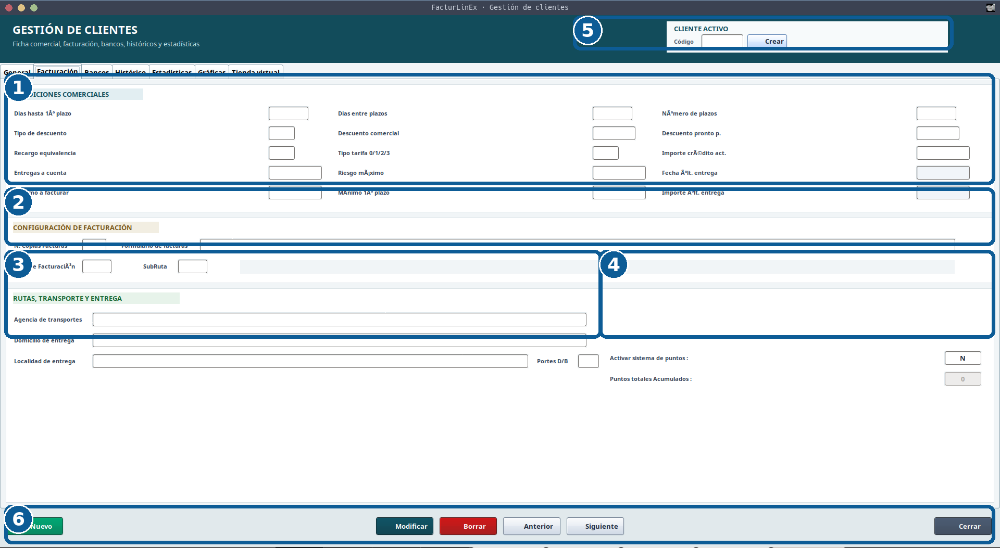 FacturLinEx · Gestión de clientes
GESTIÓN DE CLIENTES
Ficha comercial, facturación, bancos, históricos y estadísticas
5
CLIENTE ACTIVO
Código
Crear
General Facturación Bancos Histórico Estadísticas Gráficas Tienda virtual
1
DICIONES COMERCIALES
Dias hasta 1Âº plazo
Dias entre plazos
NÃºmero de plazos
Tipo de descuento
Descuento comercial
Descuento pronto p.
Recargo equivalencia
Tipo tarifa 0/1/2/3
Importe crÃ©dito act.
Entregas a cuenta
Riesgo mÃ¡ximo
Fecha Ãºlt. entrega
2
mo a facturar
MÃnimo 1Âº plazo
Importe Ãºlt. entrega
CONFIGURACIÓN DE FACTURACIÓN
N. Copias Facturas
Formulario de facturas
3
e FacturaciÃ³n
SubRuta
4
RUTAS, TRANSPORTE Y ENTREGA
Agencia de transportes
Domicilio de entrega
Localidad de entrega
Portes D/B
Activar sistema de puntos :
N
Puntos totales Acumulados :
0
6
Nuevo
Modificar
Borrar
Anterior
Siguiente
Cerrar